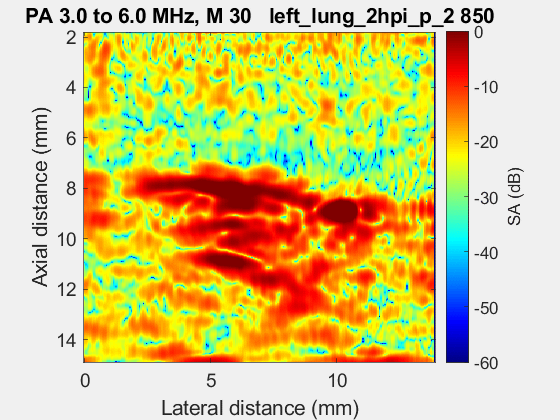 PA 3.0 to 6.0 MHz, M 30 left_lung_2hpi_p_2 850
2
4
6
8
10
12
14
Axial distance (mm)
0 5 10
Lateral distance (mm)
0
-10
-20
-30
-40
-50
-60
SA (dB)